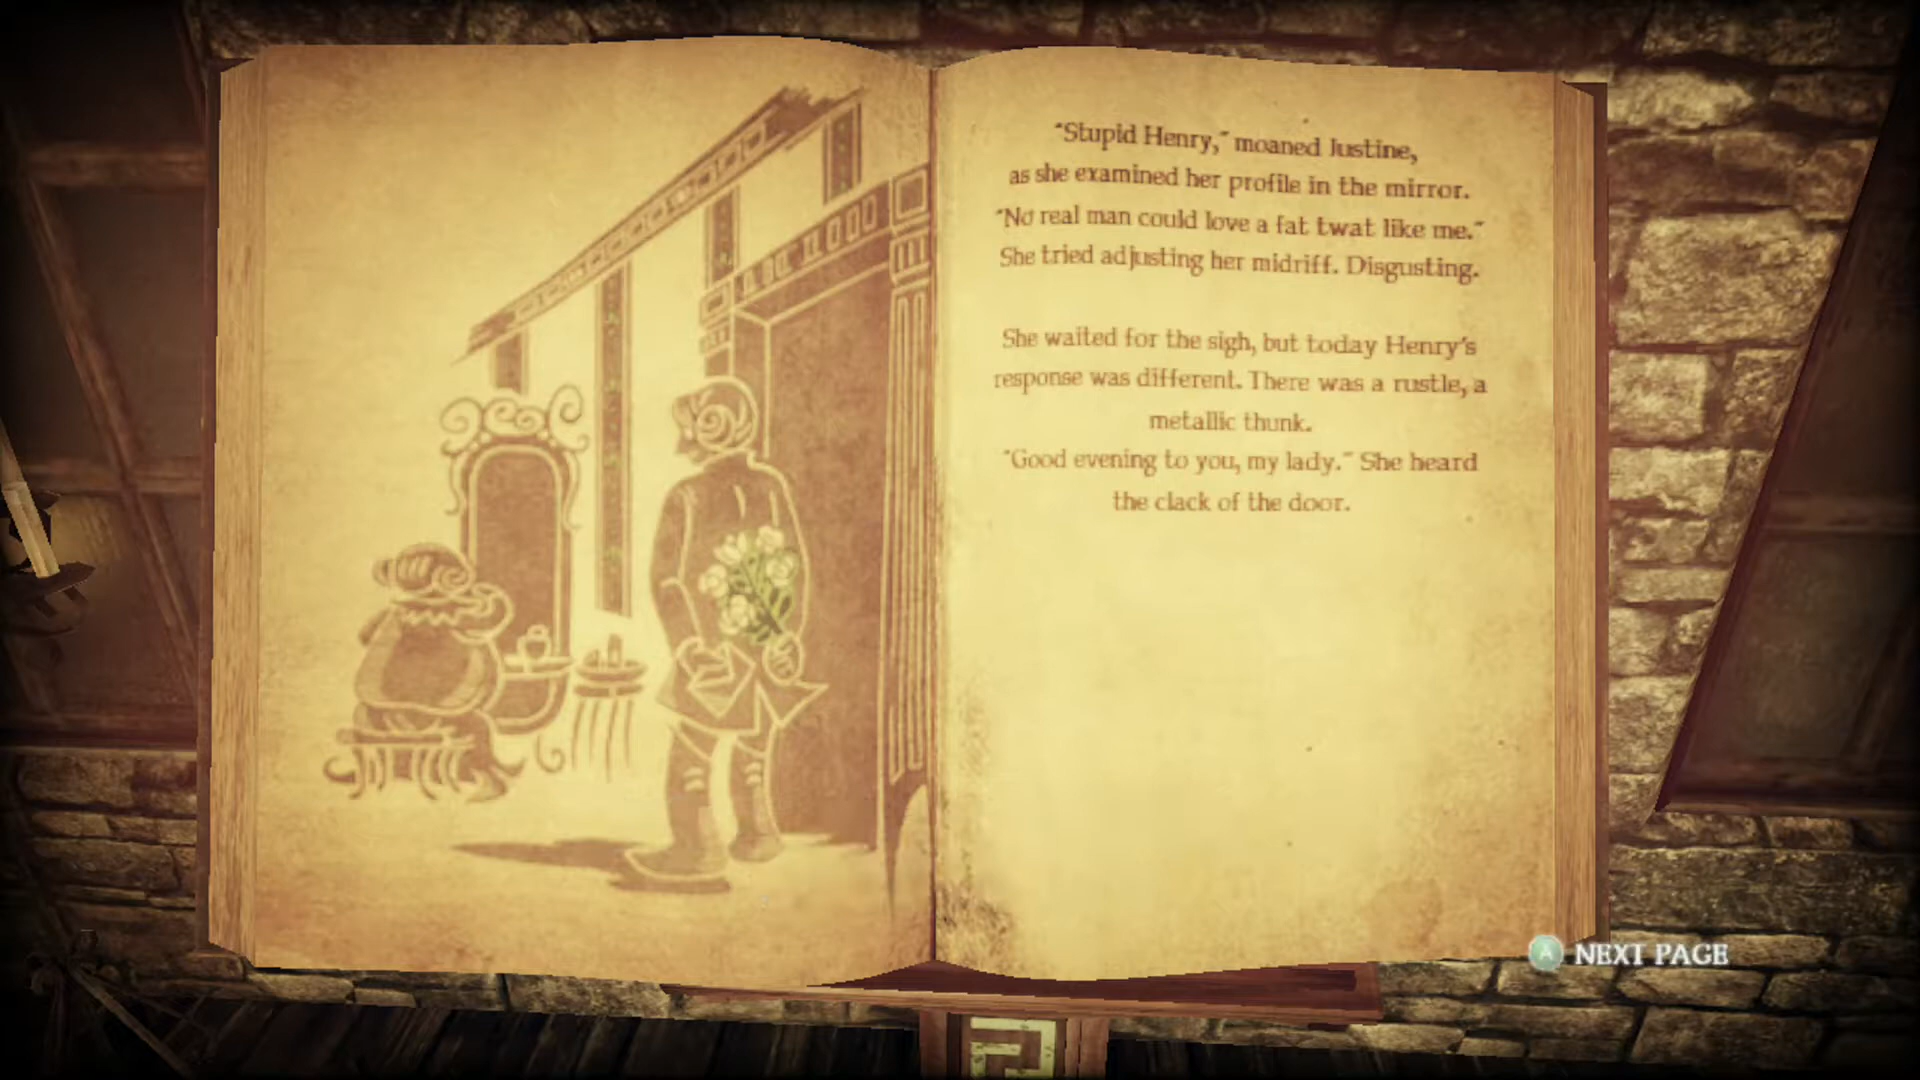 "Stupid Henry," moaned Justine,
as she examined her profile in the mirror.
"No real man could love a fat twat like me."
She tried adjusting her midriff. Disgusting.
She waited for the sigh, but today Henry's
response was different. There was a rustle, a
metallic thunk.
"Good evening to you, my lady." She heard
the clack of the door.
A NEXT PAGE